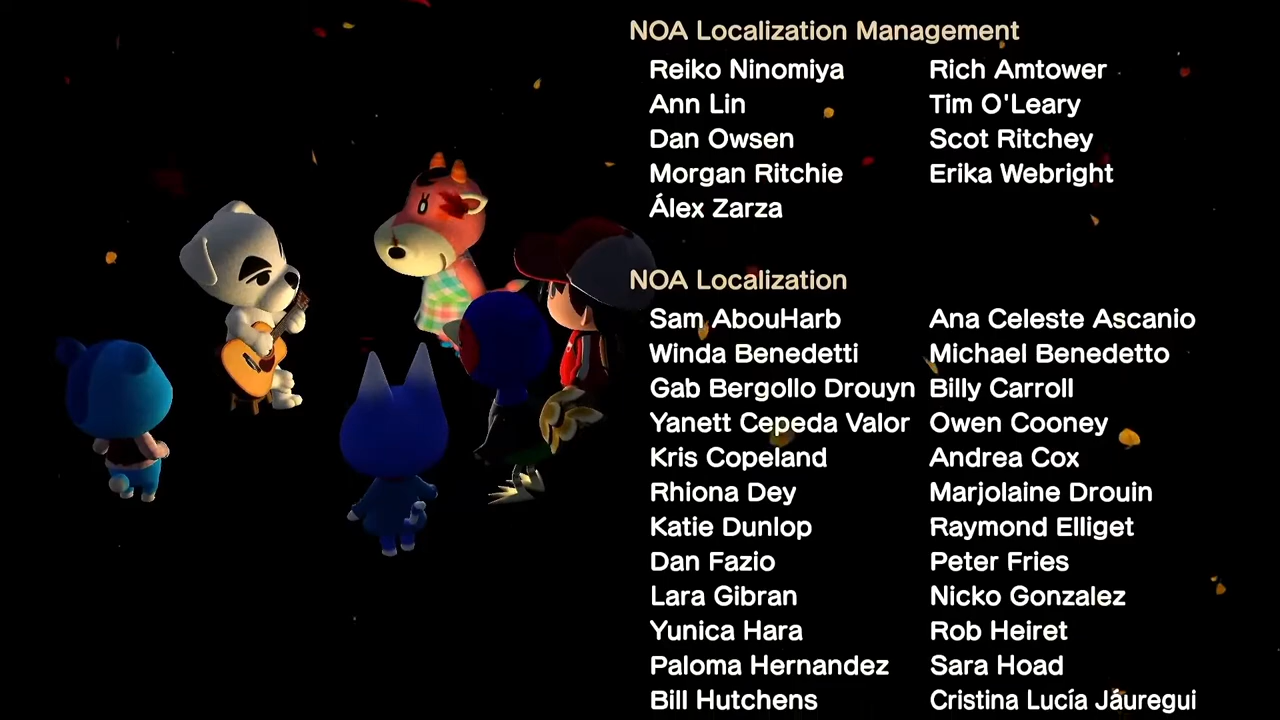 NOA Localization Management
Reiko Ninomiya Rich Amtower
Ann Lin Tim O'Leary
Dan Owsen Scot Ritchey
Morgan Ritchie Erika Webright
Álex Zarza
NOA Localization
Sam AbouHarb Ana Celeste Ascanio
Winda Benedetti Michael Benedetto
Gab Bergollo Drouyn Billy Carroll
Yanett Cepeda Valor Owen Cooney
Kris Copeland Andrea Cox
Rhiona Dey Marjolaine Drouin
Katie Dunlop Raymond Elliget
Dan Fazio Peter Fries
Lara Gibran Nicko Gonzalez
Yunica Hara Rob Heiret
Paloma Hernandez Sara Hoad
Bill Hutchens Cristina Lucía Jáuregui